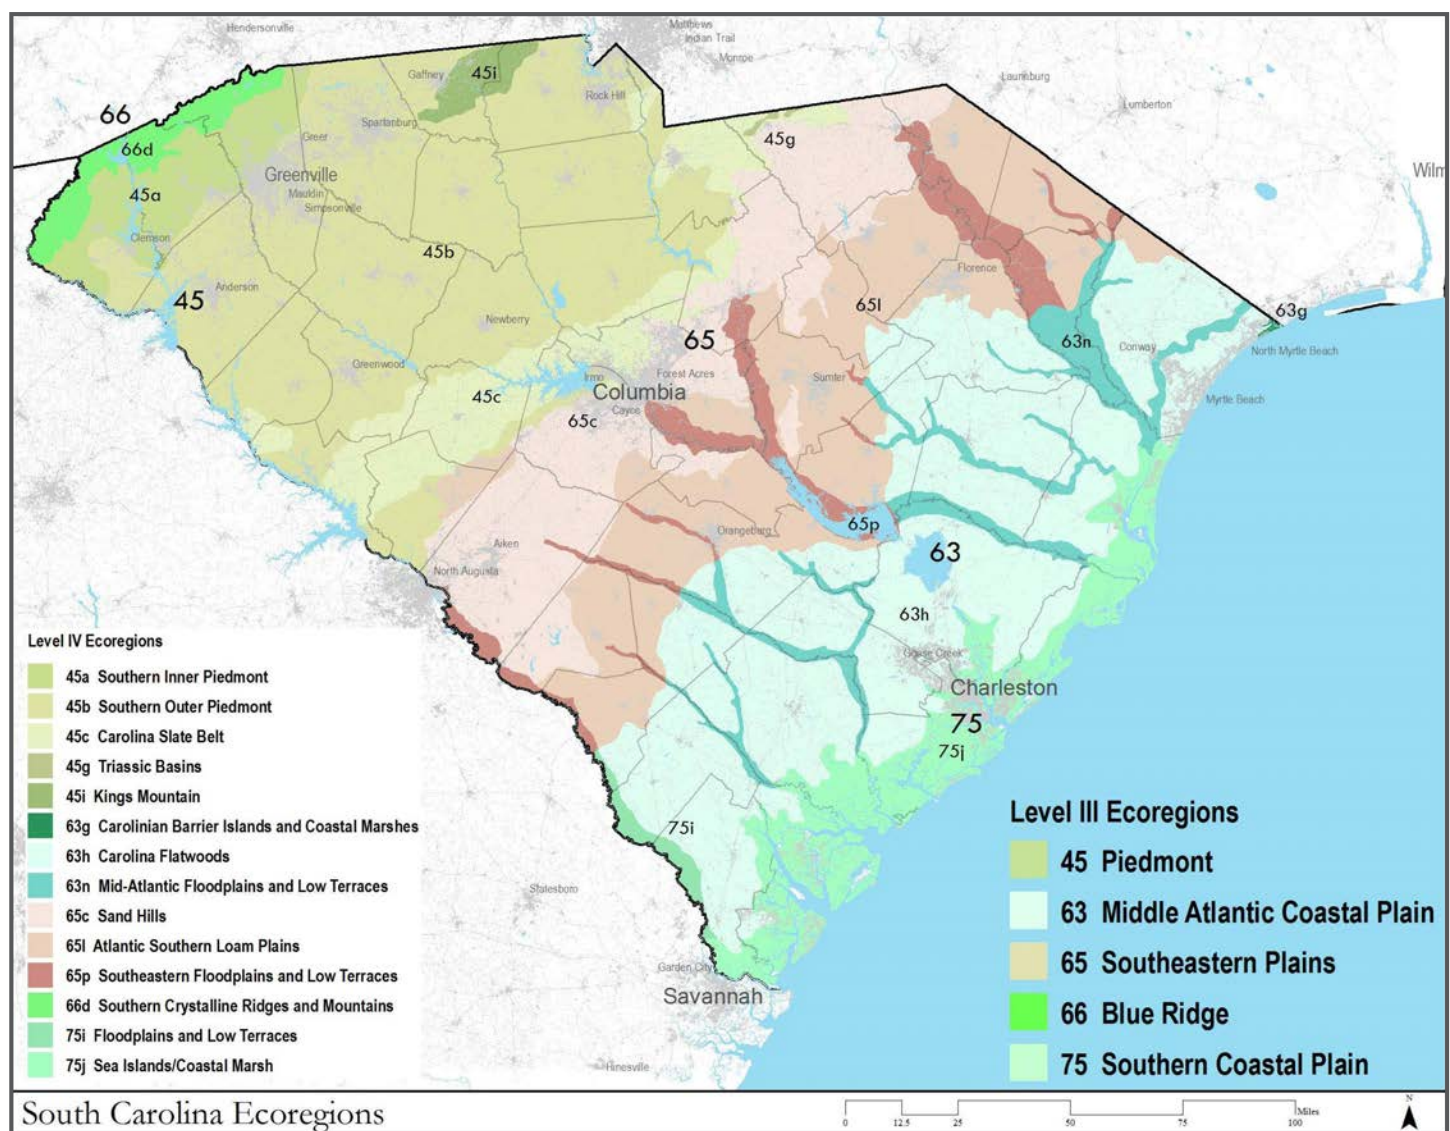 Hendersonville
Matthews
Indian Trail
Monroe
Gaffney
45i
Rock Hill
Laurinburg
Lumberton
66
Spartanburg
Greer
45g
66d
Greenville
Mauldin
Simpsonville
45a
Wilm
Clemson
45b
Florence
45
Anderson
65l
63g
Newberry
65
63n
Conway
North Myrtle Beach
Greenwood
Irmo
Forest Acres
Sumter
Columbia
45c
Cayce
65c
Myrtle Beach
65p
Orangeburg
Aiken
63
North Augusta
63h
Goose Creek
Charleston
75
75j
75i
Statesboro
Garden City
Savannah
Hinesville
Level IV Ecoregions
45a Southern Inner Piedmont
45b Southern Outer Piedmont
45c Carolina Slate Belt
45g Triassic Basins
45i Kings Mountain
63g Carolinian Barrier Islands and Coastal Marshes
63h Carolina Flatwoods
63n Mid-Atlantic Floodplains and Low Terraces
65c Sand Hills
65l Atlantic Southern Loam Plains
65p Southeastern Floodplains and Low Terraces
66d Southern Crystalline Ridges and Mountains
75i Floodplains and Low Terraces
75j Sea Islands/Coastal Marsh
Level III Ecoregions
45 Piedmont
63 Middle Atlantic Coastal Plain
65 Southeastern Plains
66 Blue Ridge
75 Southern Coastal Plain
South Carolina Ecoregions
Miles
0 12.5 25 50 75 100
N